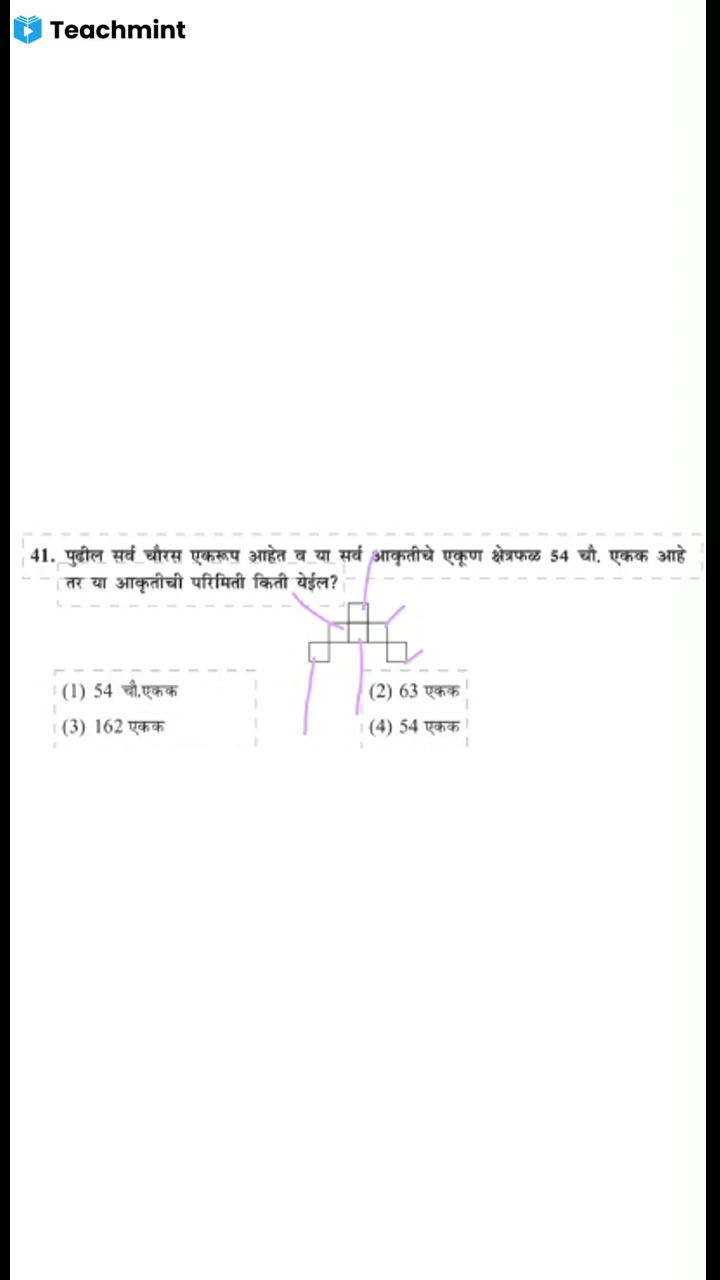 Teachmint
41. पुढील सर्व चौरस एकरूप आहेत व या सर्व आकृतीचे एकूण क्षेत्रफळ 54 चौ. एकक आहे
तर या आकृतीची परिमिती किती येईल?
(1) 54 चौ.एकक (2) 63 एकक
(3) 162 एकक (4) 54 एकक